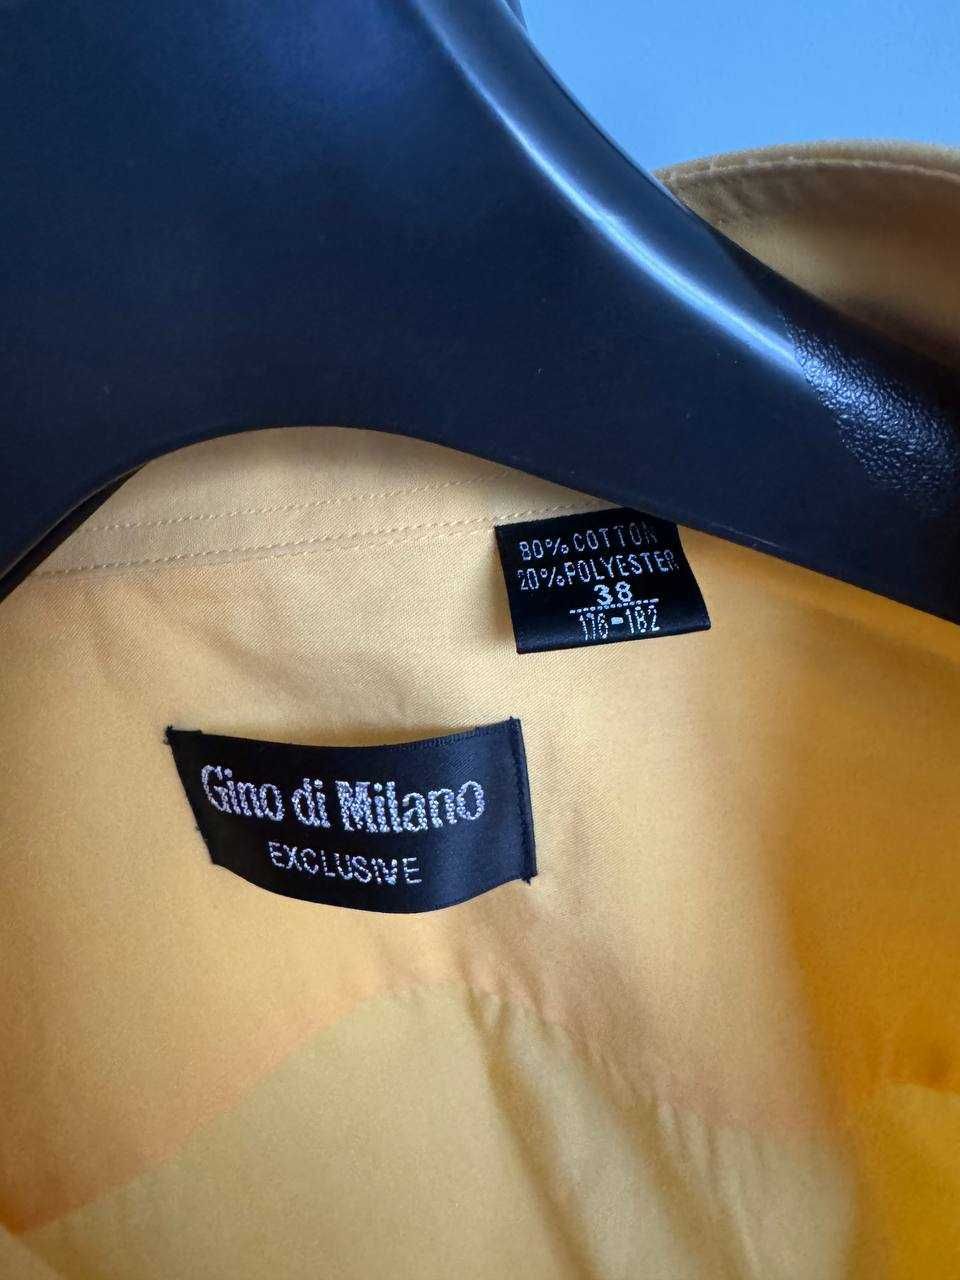 80% COTTON
20% POLYESTER
38
176-182
Gino di Milano
EXCLUSIVE